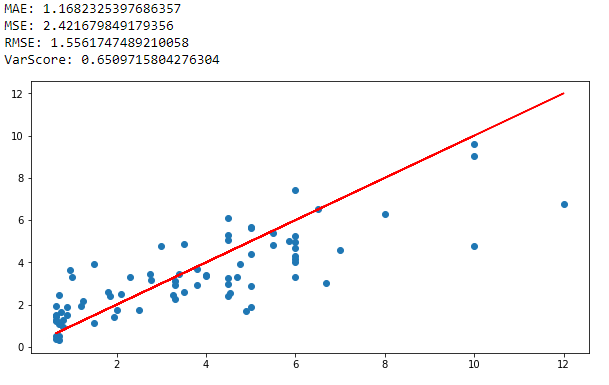 MAE: 1.1682325397686357
MSE: 2.421679849179356
RMSE: 1.5561747489210058
VarScore: 0.6509715804276304
12
10
8
6
4
2
0
2 4 6 8 10 12